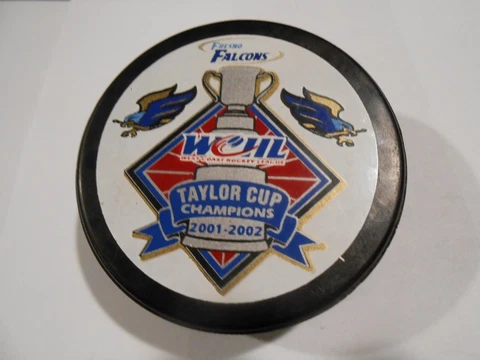 FRESNO
FALCONS
WCHL
WEST COAST HOCKEY LEAGUE
TAYLOR CUP
CHAMPIONS
2001-2002